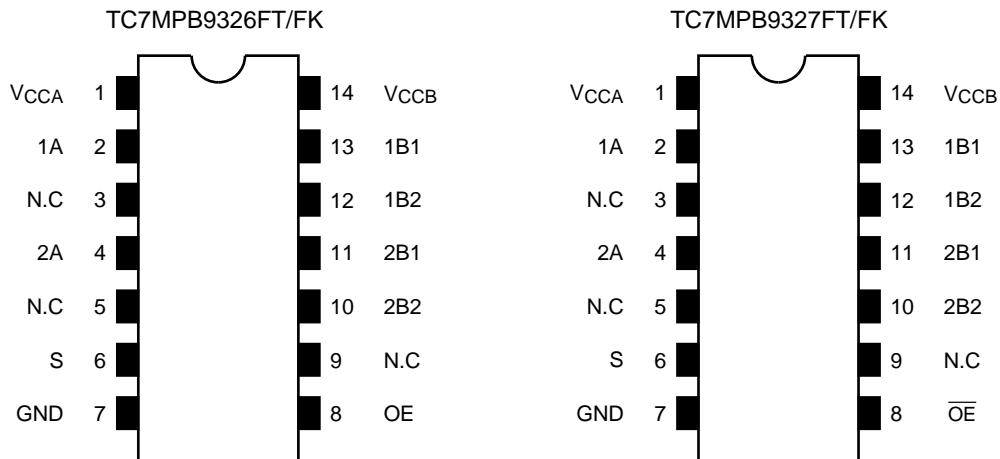 TC7MPB9326FT/FK
VCCA 1 14 VCCB
1A 2 13 1B1
N.C 3 12 1B2
2A 4 11 2B1
N.C 5 10 2B2
S 6 9 N.C
GND 7 8 OE
TC7MPB9327FT/FK
VCCA 1 14 VCCB
1A 2 13 1B1
N.C 3 12 1B2
2A 4 11 2B1
N.C 5 10 2B2
S 6 9 N.C
GND 7 8 O̅E̅